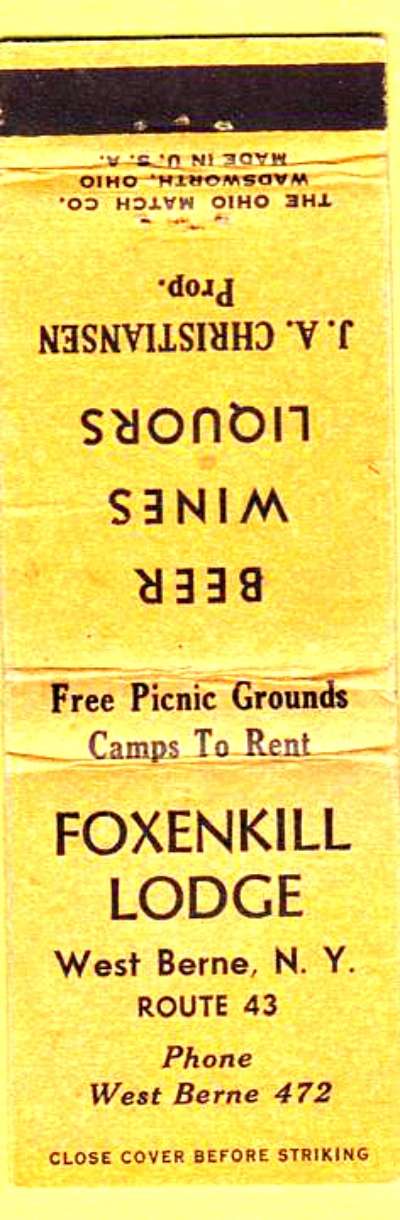 FOXENKILL
LODGE
West Berne, N. Y.
ROUTE 43
Phone
West Berne 472
CLOSE COVER BEFORE STRIKING
Free Picnic Grounds
Camps To Rent
BEER
WINES
LIQUORS
J. A. CHRISTIANSEN
Prop.
THE OHIO MATCH CO.
WADSWORTH, OHIO
MADE IN U. S. A.